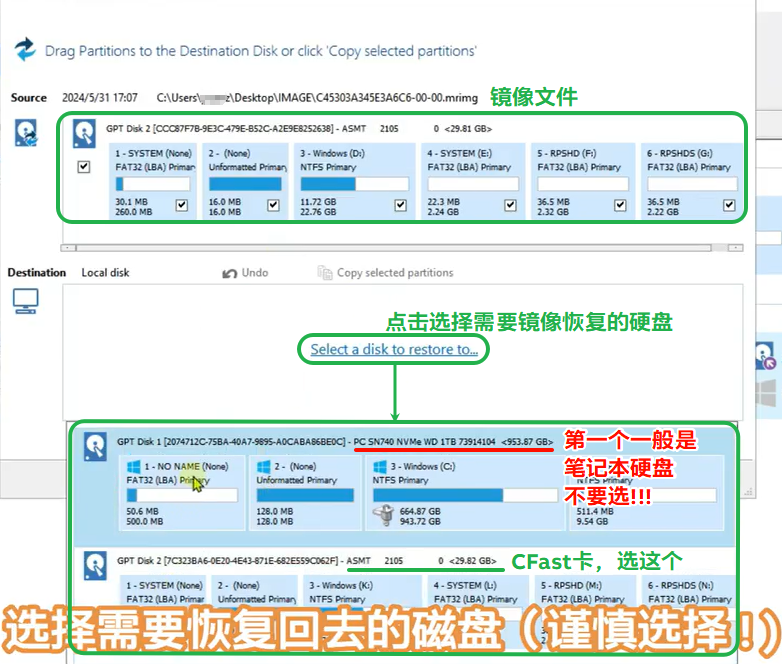 Drag Partitions to the Destination Disk or click 'Copy selected partitions'
Source 2024/5/31 17:07 C:\Users\ z\Desktop\IMAGE\C45303A345E3A6C6-00-00.mrimg 镜像文件
GPT Disk 2 [CCC87F7B-9E3C-479E-B52C-A2E9E8252638] - ASMT 2105 0 <29.81 GB>
1 - SYSTEM (None) 2 - (None) 3 - Windows (D:) 4 - SYSTEM (E:) 5 - RPSHD (F:) 6 - RPSHDS (G:)
FAT32 (LBA) Primar Unformatted Primary NTFS Primary FAT32 (LBA) Primary FAT32 (LBA) Primary FAT32 (LBA) Primary
30.1 MB 16.0 MB 11.72 GB 22.3 MB 36.5 MB 36.5 MB
260.0 MB 16.0 MB 22.76 GB 2.24 GB 2.32 GB 2.22 GB
Destination Local disk Undo Copy selected partitions
点击选择需要镜像恢复的硬盘
Select a disk to restore to...
GPT Disk 1 [2074712C-75BA-40A7-9895-A0CABA86BE0C] - PC SN740 NVMe WD 1TB 73914104 <953.87 GB>
第一个一般是
笔记本硬盘
不要选!!!
1 - NO NAME (None) 2 - (None) 3 - Windows (C:)
FAT32 (LBA) Primary Unformatted Primary NTFS Primary NTFS Primary
50.6 MB 128.0 MB 664.87 GB 511.4 MB
500.0 MB 128.0 MB 943.72 GB 9.54 GB
GPT Disk 2 [7C323BA6-0E20-4E43-871E-682E559C062F] - ASMT 2105 0 <29.82 GB> CFast卡，选这个
1 - SYSTEM (None) 2 - (None) 3 - Windows (K:) 4 - SYSTEM (L:) 5 - RPSHD (M:) 6 - RPSHDS (N:)
FAT32 (LBA) Primar Unformatted Primary NTFS Primary FAT32 (LBA) Primary FAT32 (LBA) Primary FAT32 (LBA) Primary
选择需要恢复回去的磁盘（谨慎选择！）